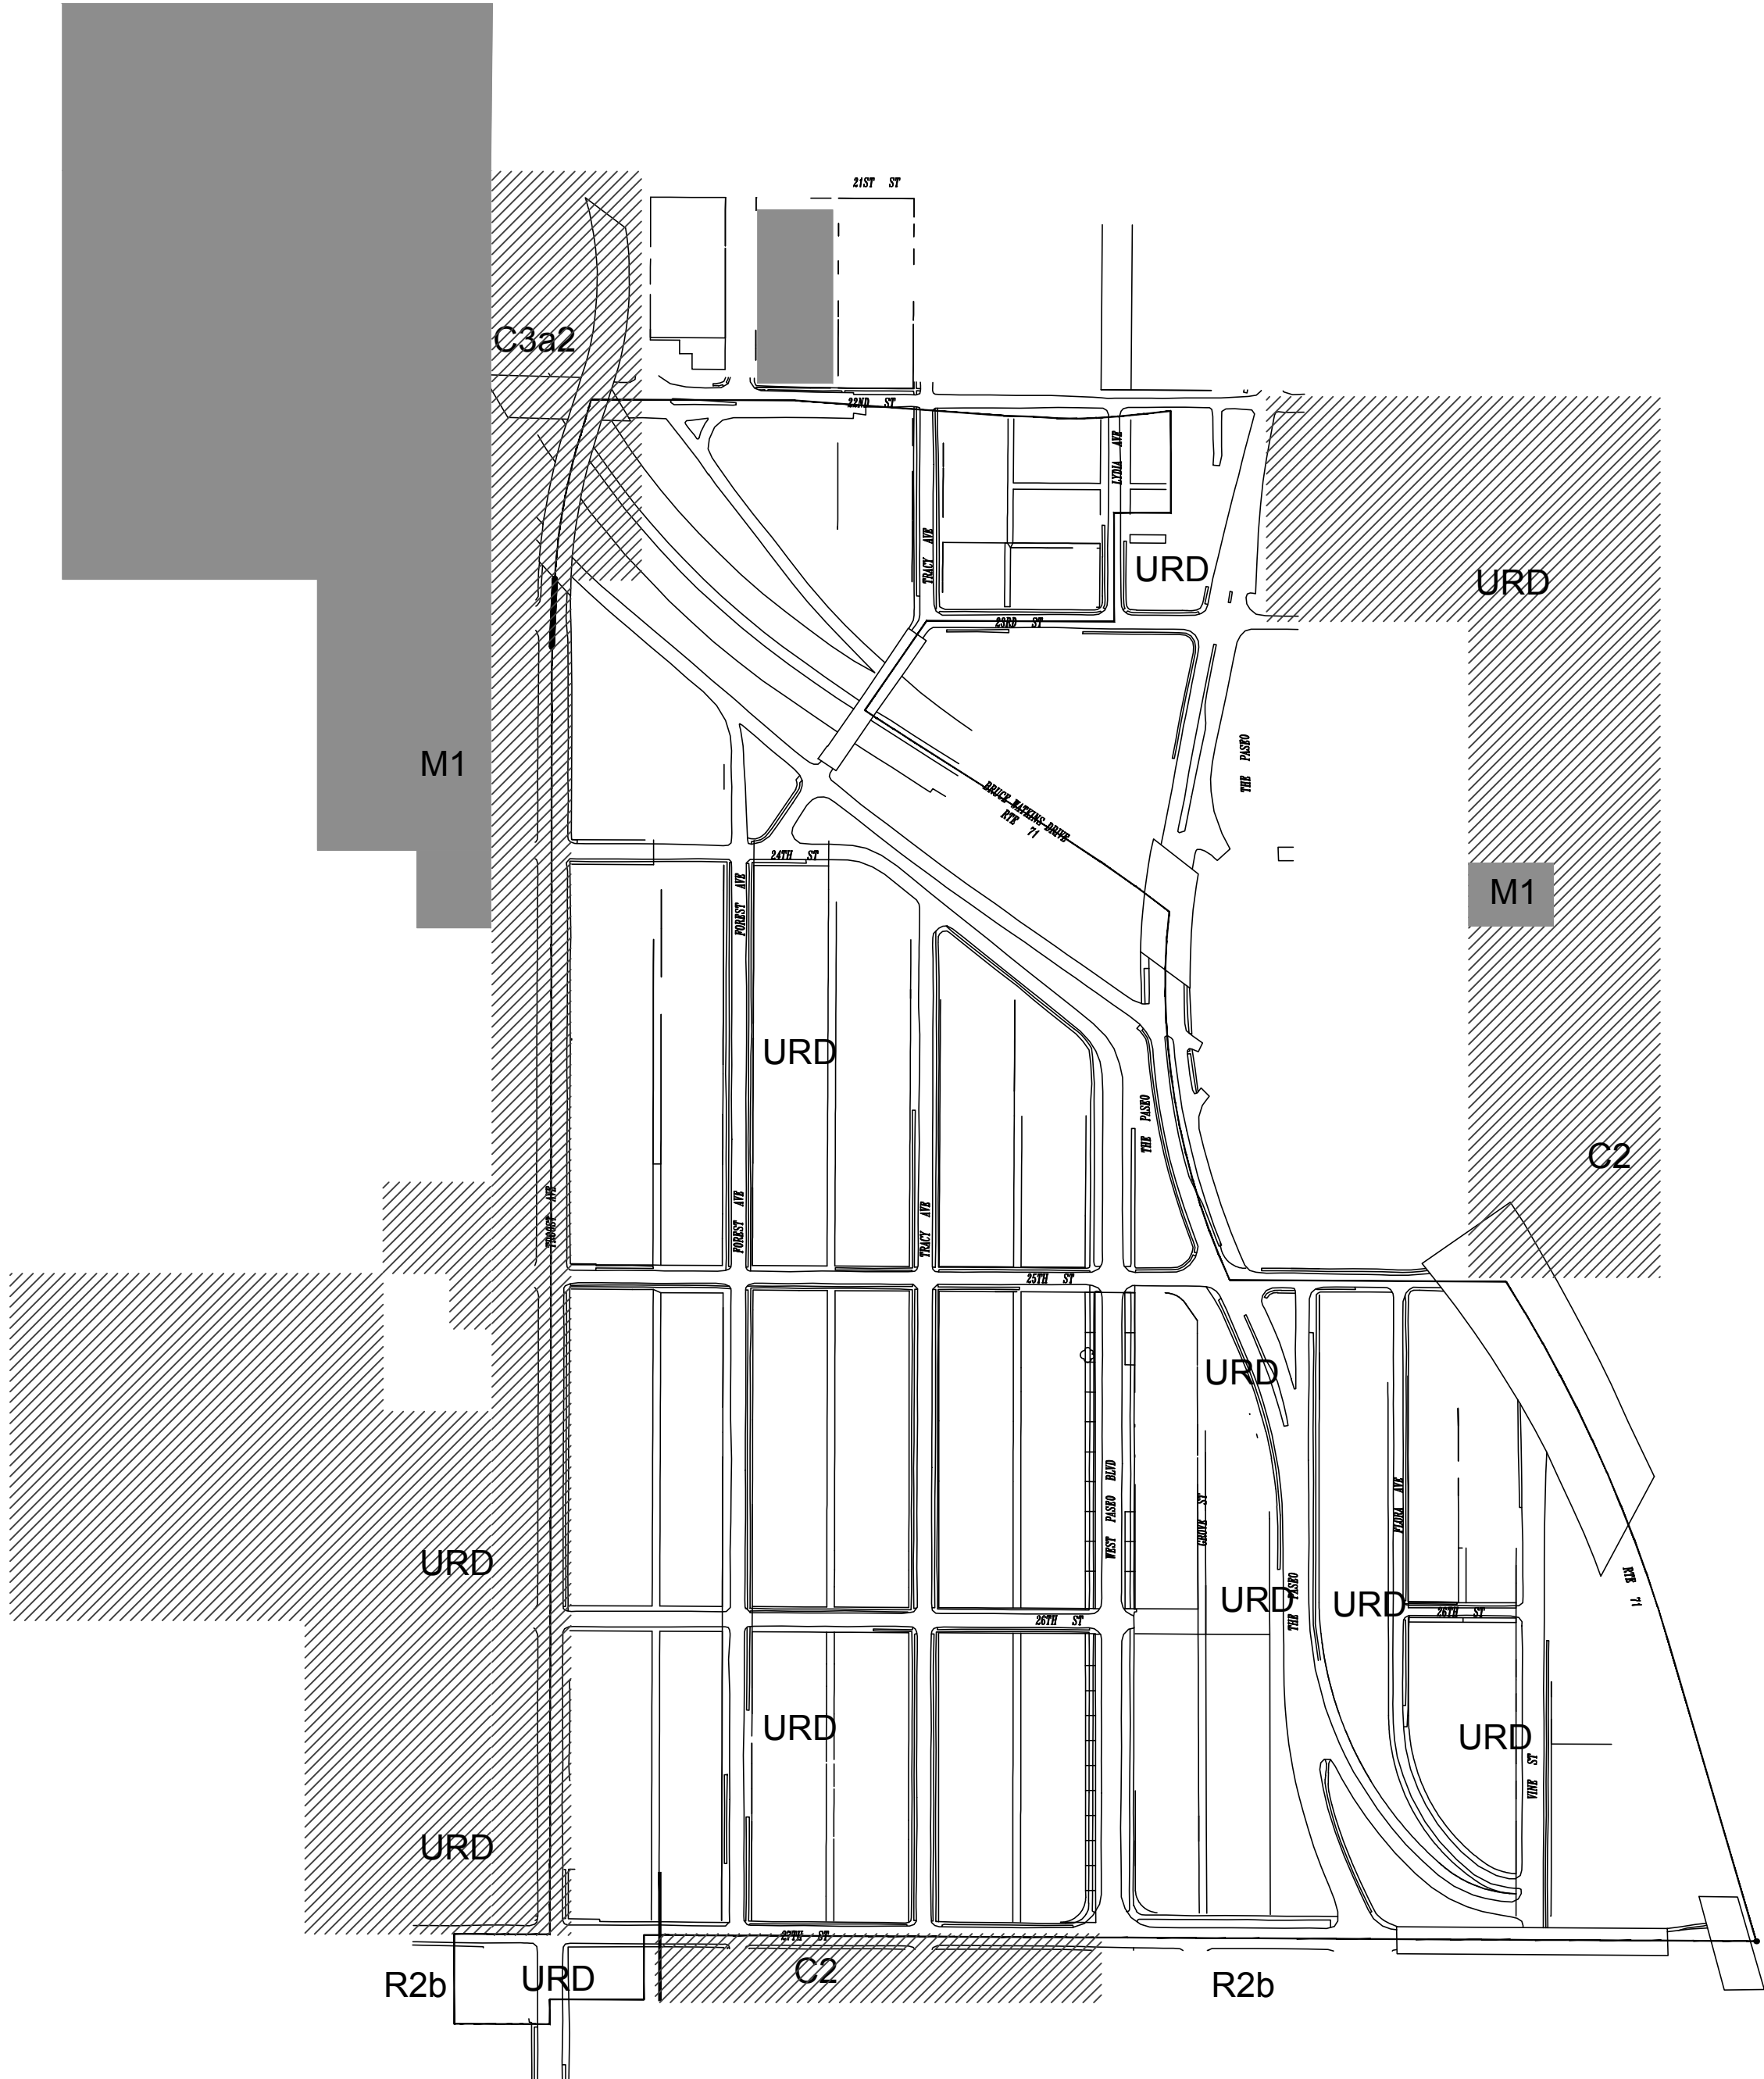 21ST ST
C3a2
22ND ST
LYDIA AVE
TRACY AVE
URD
URD
23RD ST
M1
THE PASEO
BRUCE WATKINS DRIVE
RTE 71
24TH ST
FOREST AVE
M1
URD
THE PASEO
C2
TROOST AVE
FOREST AVE
TRACY AVE
25TH ST
URD
WEST PASEO BLVD
GROVE ST
FLORA AVE
URD
URD
THE PASEO
URD
RTE 71
26TH ST
26TH ST
URD
URD
VINE ST
URD
27TH ST
R2b
URD
C2
R2b